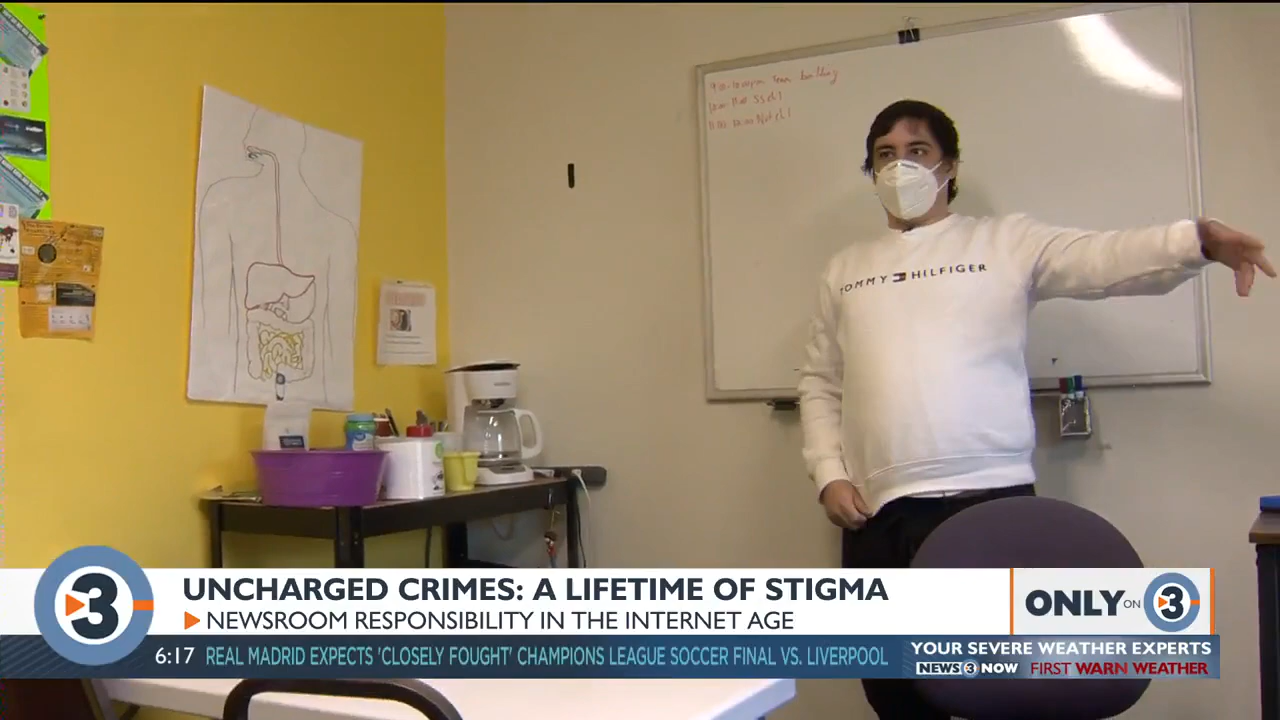 TOMMY HILFIGER
UNCHARGED CRIMES: A LIFETIME OF STIGMA
NEWSROOM RESPONSIBILITY IN THE INTERNET AGE
3
ONLY ON 3
6:17 REAL MADRID EXPECTS 'CLOSELY FOUGHT' CHAMPIONS LEAGUE SOCCER FINAL VS. LIVERPOOL
YOUR SEVERE WEATHER EXPERTS
NEWS 3 NOW FIRST WARN WEATHER